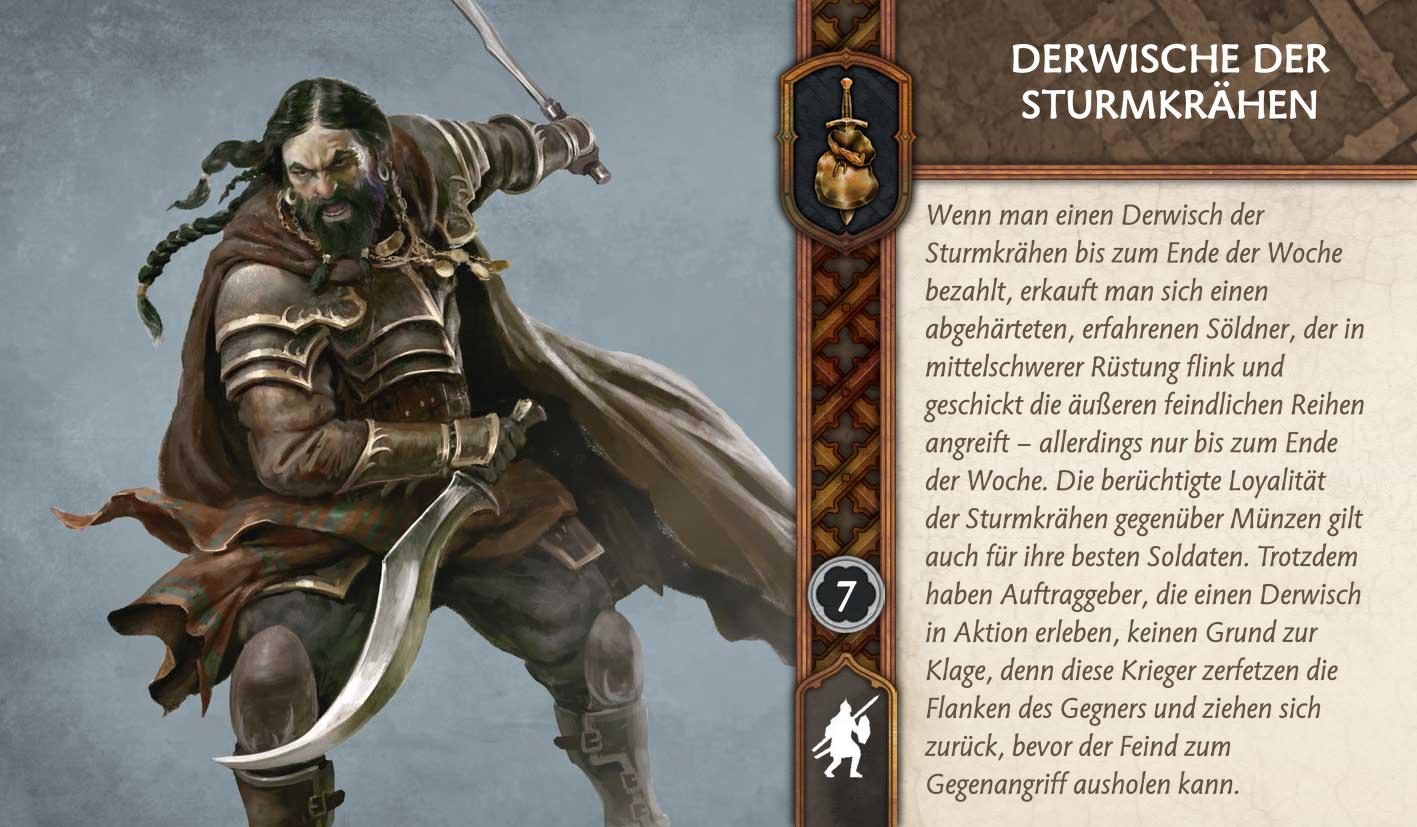 DERWISCHE DER
STURMKRÄHEN
Wenn man einen Derwisch der
Sturmkrähen bis zum Ende der Woche
bezahlt, erkauft man sich einen
abgehärteten, erfahrenen Söldner, der in
mittelschwerer Rüstung flink und
geschickt die äußeren feindlichen Reihen
angreift – allerdings nur bis zum Ende
der Woche. Die berüchtigte Loyalität
der Sturmkrähen gegenüber Münzen gilt
auch für ihre besten Soldaten. Trotzdem
haben Auftraggeber, die einen Derwisch
in Aktion erleben, keinen Grund zur
Klage, denn diese Krieger zerfetzen die
Flanken des Gegners und ziehen sich
zurück, bevor der Feind zum
Gegenangriff ausholen kann.
7